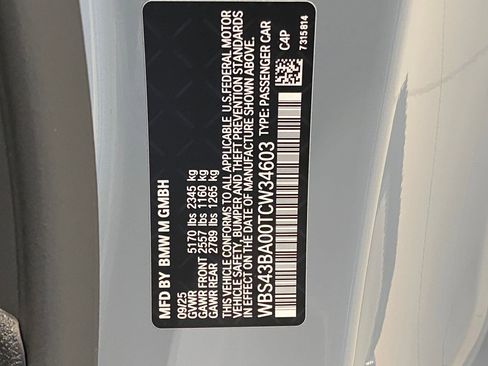 MFD BY BMW M GMBH
09/25
GVWR 5170 lbs 2345 kg
GAWR FRONT 2557 lbs 1160 kg
GAWR REAR 2789 lbs 1265 kg
THIS VEHICLE CONFORMS TO ALL APPLICABLE U.S. FEDERAL MOTOR
VEHICLE SAFETY, BUMPER AND THEFT PREVENTION STANDARDS
IN EFFECT ON THE DATE OF MANUFACTURE SHOWN ABOVE.
WBS43BA00TCW34603 TYPE: PASSENGER CAR
C4P
7315814